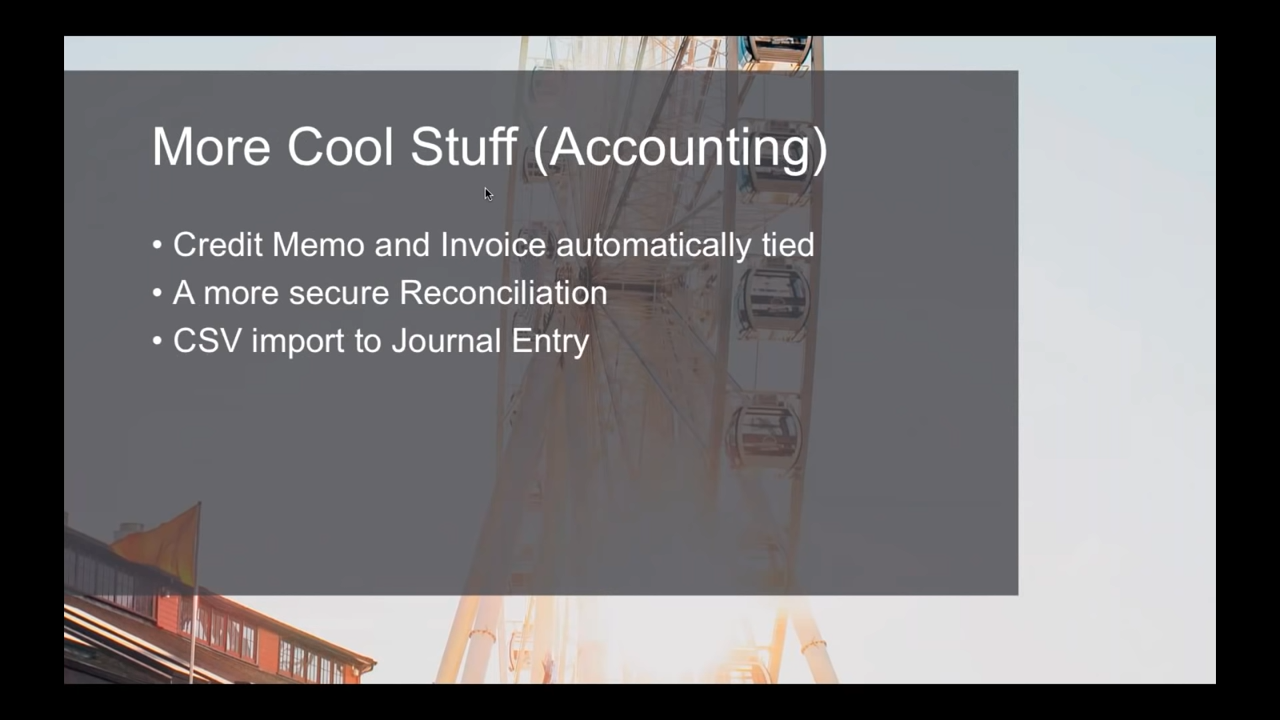 More Cool Stuff (Accounting)
• Credit Memo and Invoice automatically tied
• A more secure Reconciliation
• CSV import to Journal Entry